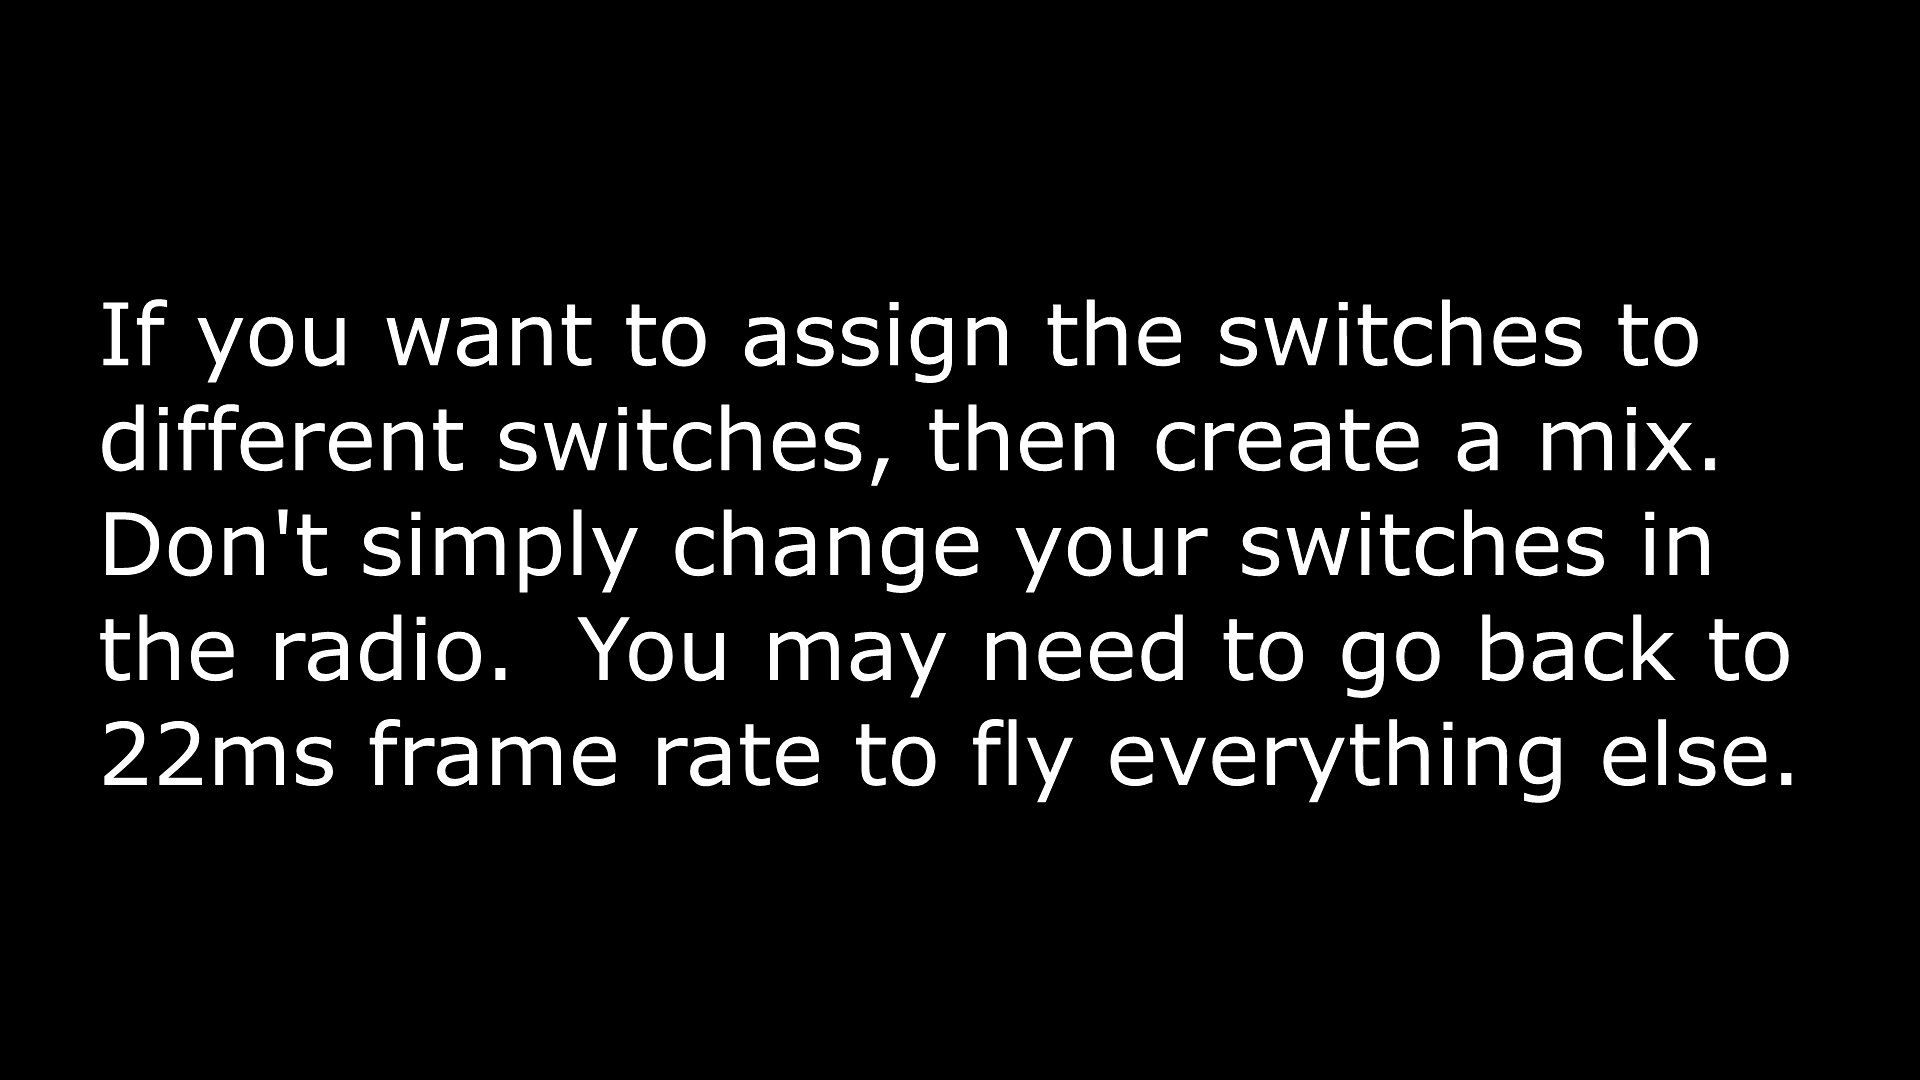 If you want to assign the switches to
different switches, then create a mix.
Don't simply change your switches in
the radio.  You may need to go back to
22ms frame rate to fly everything else.